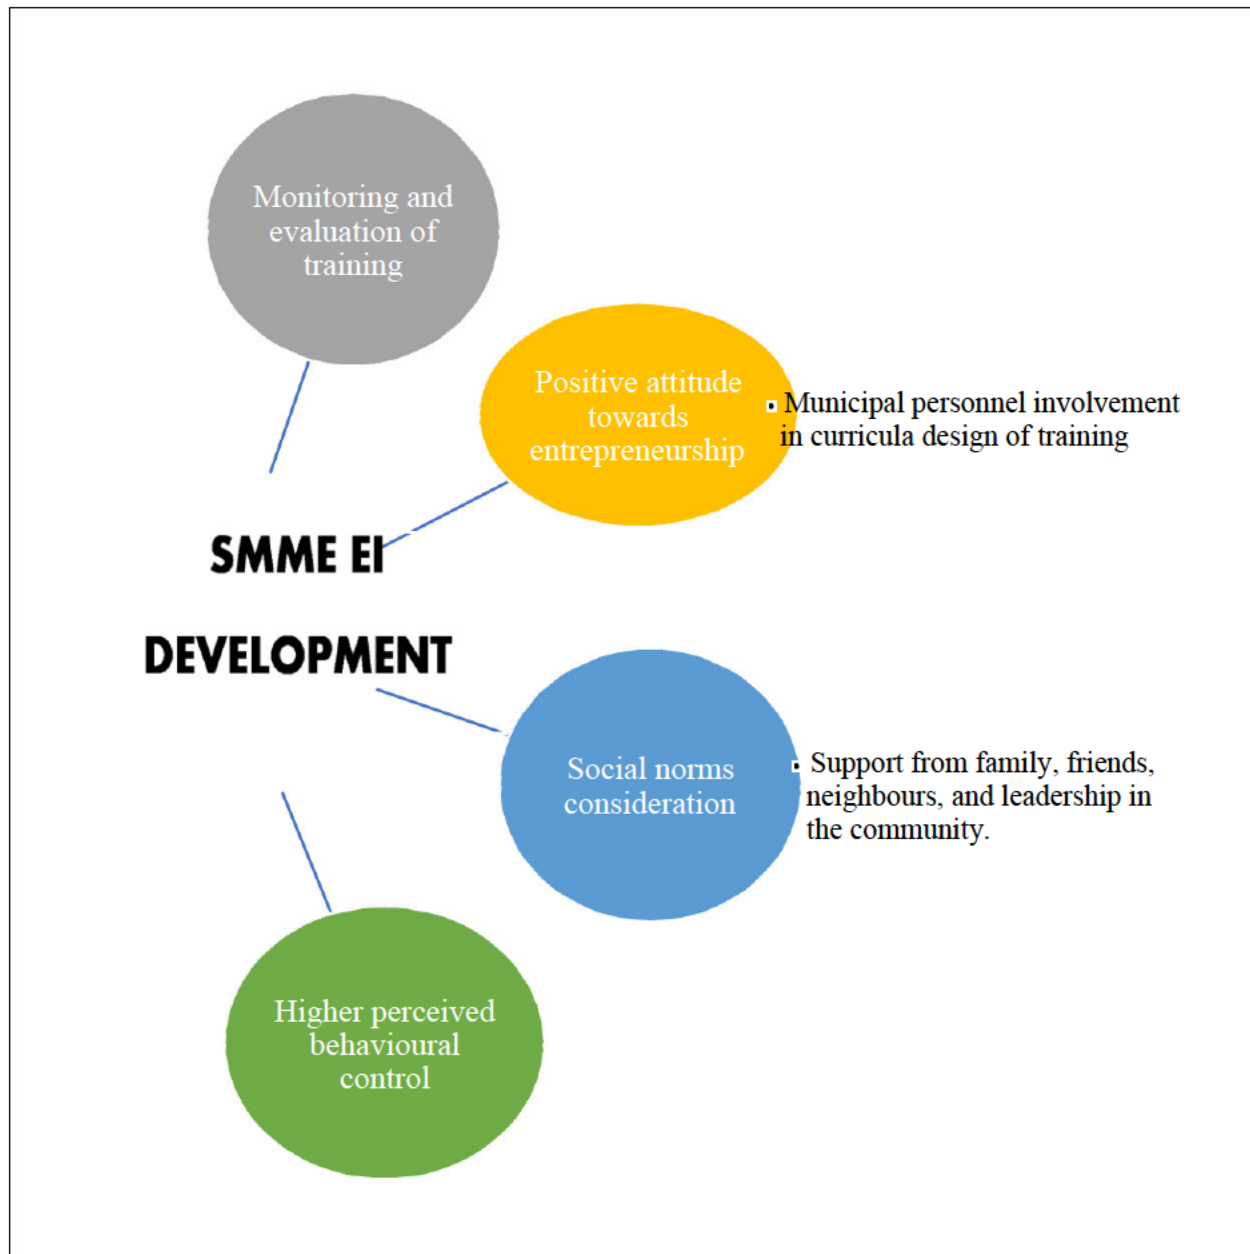 Monitoring and
evaluation of
training
Positive attitude
towards
entrepreneurship
▪ Municipal personnel involvement
in curricula design of training
SMME EI
DEVELOPMENT
Social norms
consideration
▪ Support from family, friends,
neighbours, and leadership in
the community.
Higher perceived
behavioural
control